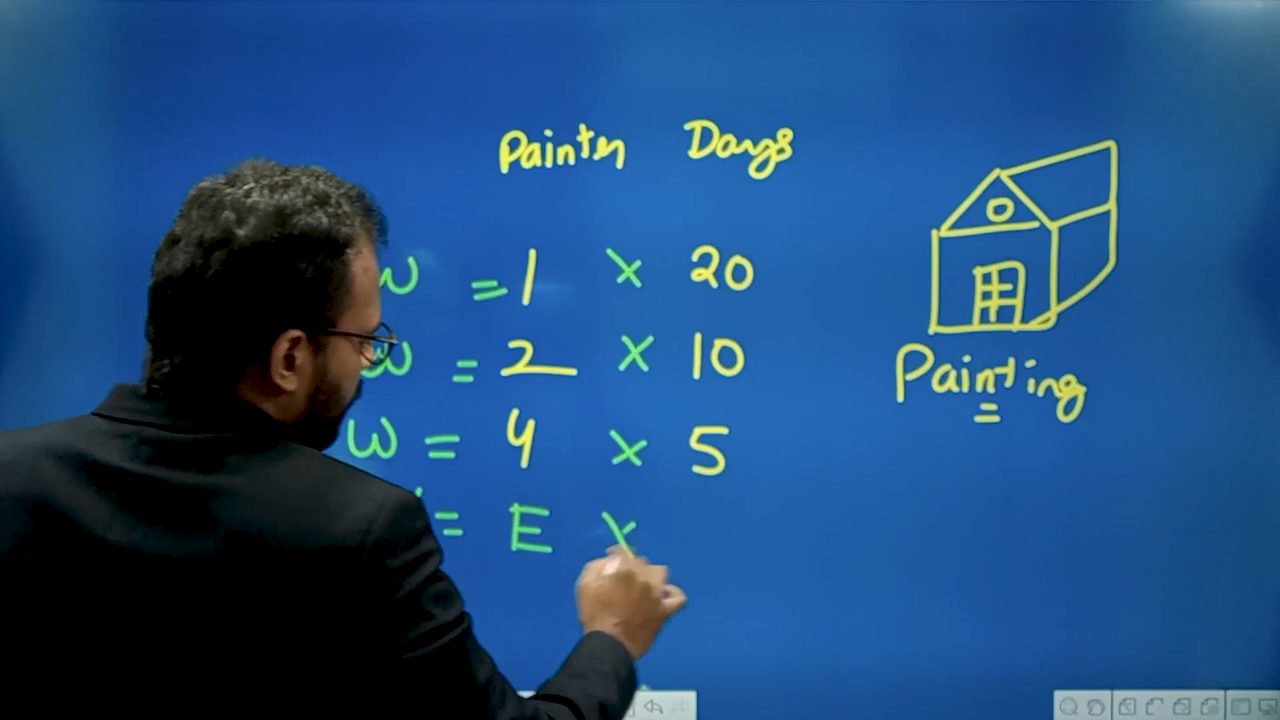 Painter Days
W = 1 × 20
W = 2 × 10
W = 4 × 5
= E ×
Painting